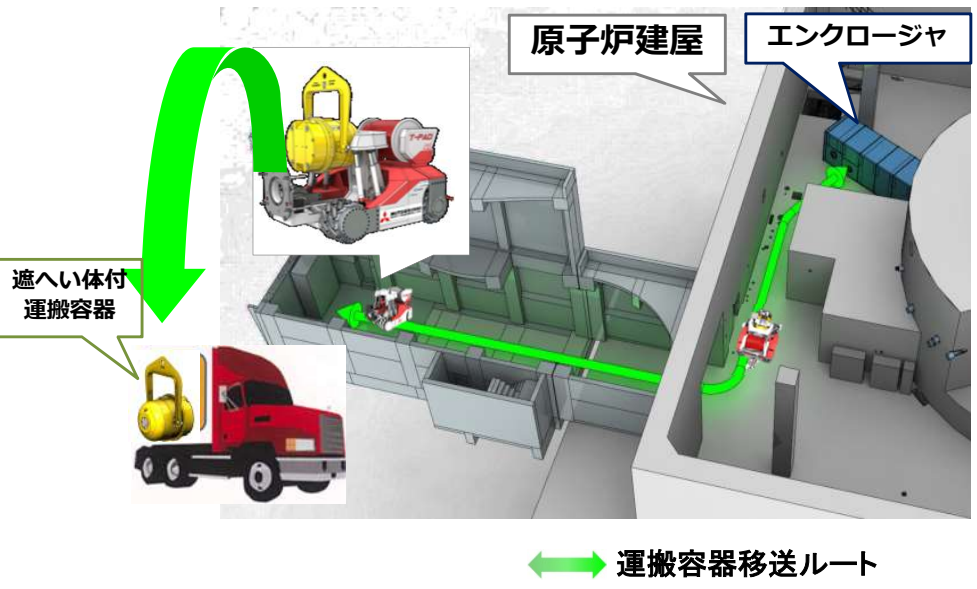 原子炉建屋
エンクロージャ
遮へい体付
運搬容器
運搬容器移送ルート